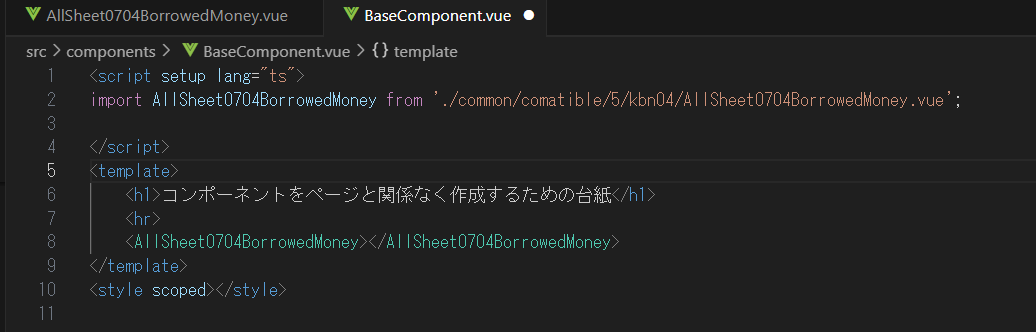 AllSheet0704BorrowedMoney.vue BaseComponent.vue
src > components > BaseComponent.vue > {} template
1 <script setup lang="ts">
2 import AllSheet0704BorrowedMoney from './common/comatible/5/kbn04/AllSheet0704BorrowedMoney.vue';
3
4 </script>
5 <template>
6 <h1>コンポーネントをページと関係なく作成するための台紙</h1>
7 <hr>
8 <AllSheet0704BorrowedMoney></AllSheet0704BorrowedMoney>
9 </template>
10 <style scoped></style>
11